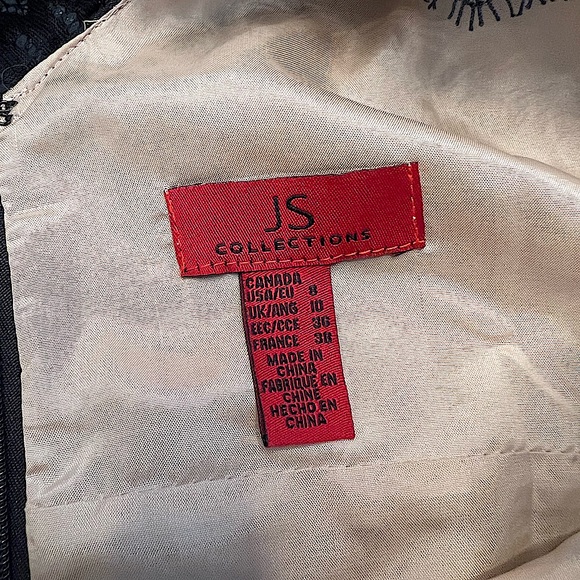 JS
COLLECTIONS
CANADA
USA/EU 8
UK/ANG 10
EEC/CCE 36
FRANCE 38
MADE IN
CHINA
FABRIQUE EN
CHINE
HECHO EN
CHINA